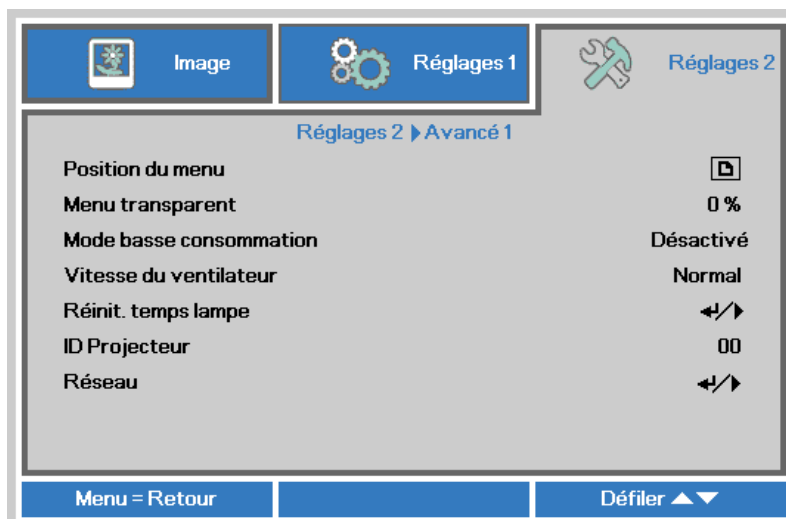 Image
Réglages 1
Réglages 2
Réglages 2 Avancé 1
Position du menu
Menu transparent 0 %
Mode basse consommation Désactivé
Vitesse du ventilateur Normal
Réinit. temps lampe
ID Projecteur 00
Réseau
Menu = Retour
Défiler